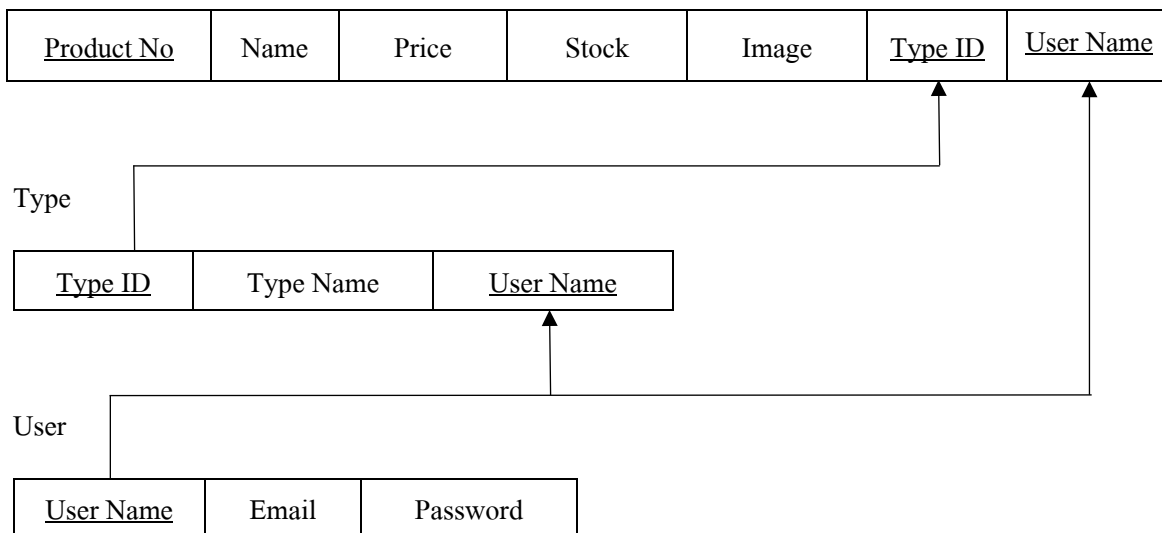 Product No Name Price Stock Image Type ID User Name
Type
Type ID Type Name User Name
User
User Name Email Password